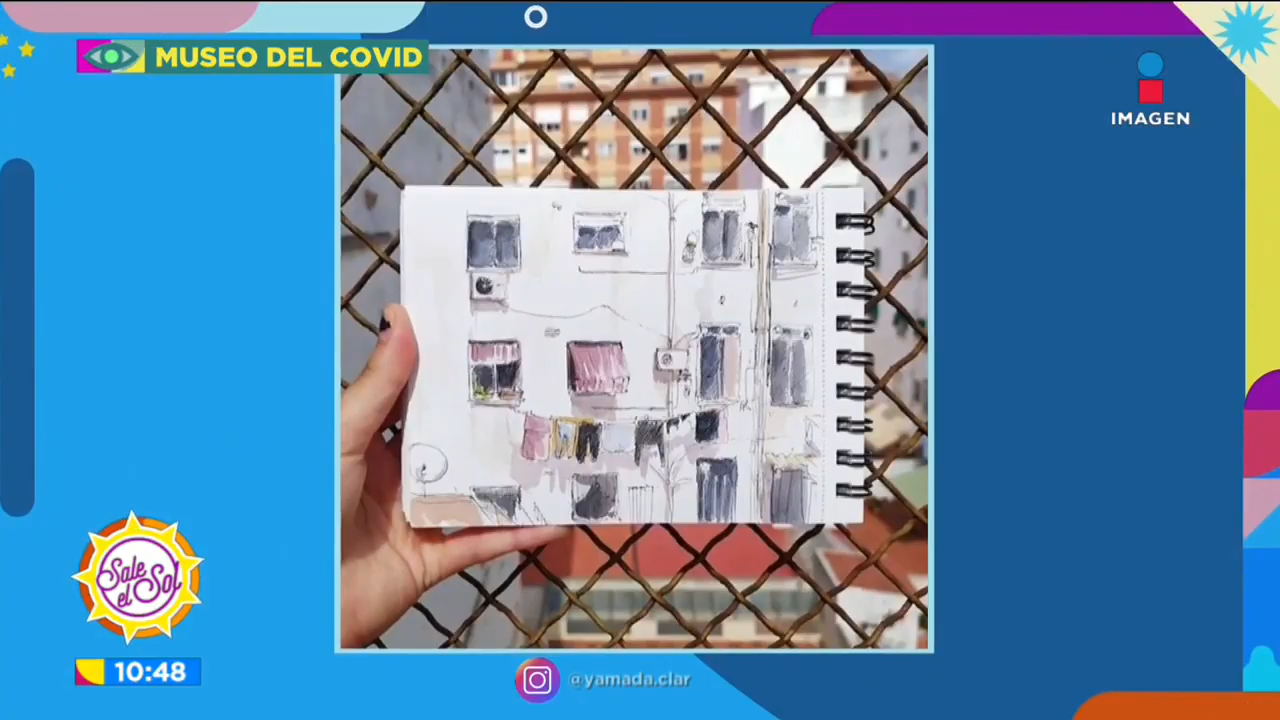 MUSEO DEL COVID
IMAGEN
Sale
el Sol
10:48
@yamada.clar